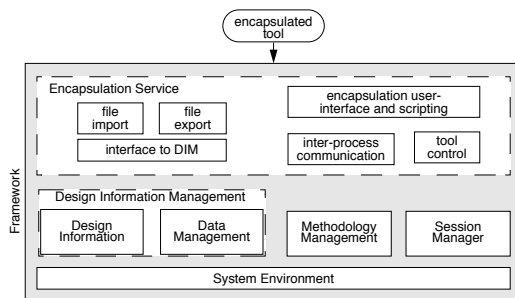 encapsulated
tool
Encapsulation Service
file
import
file
export
interface to DIM
encapsulation user-
interface and scripting
inter-process
communication
tool
control
Framework
Design Information Management
Design
Information
Data
Management
Methodology
Management
Session
Manager
System Environment